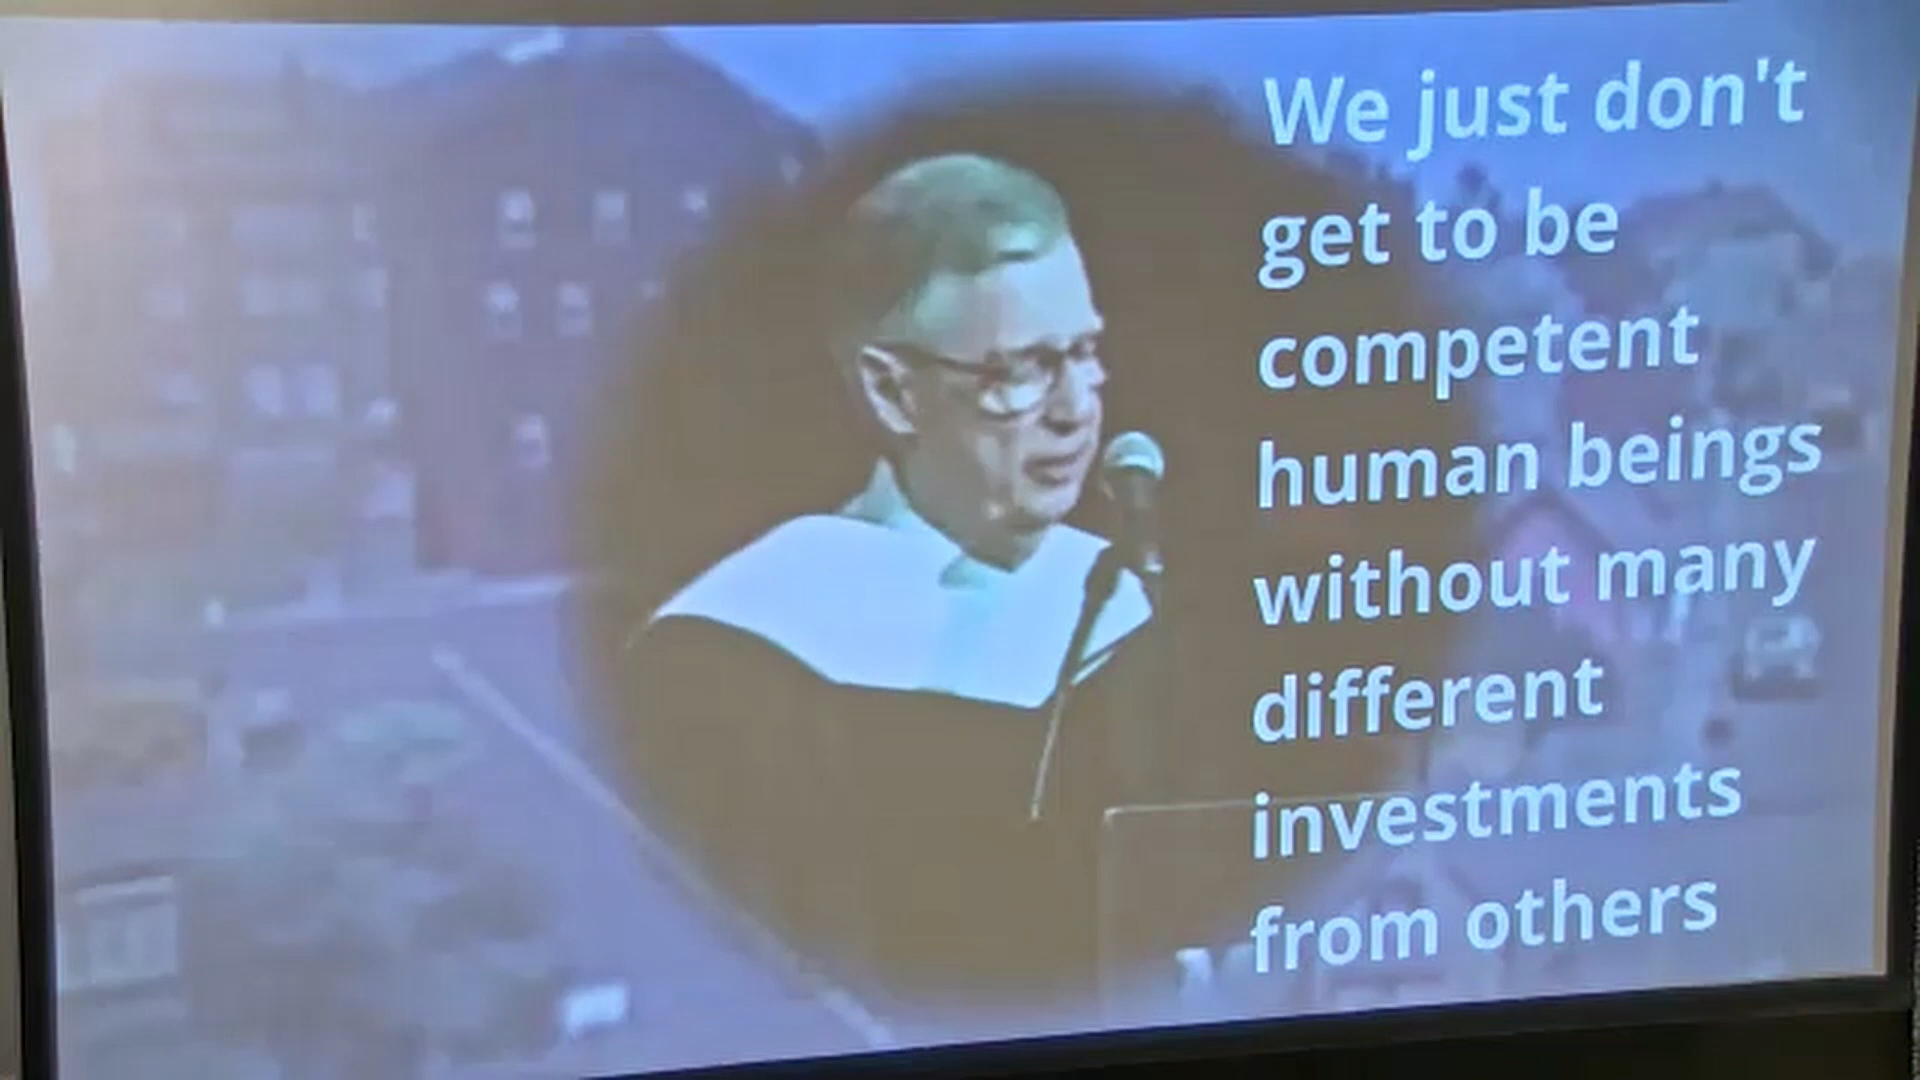 We just don't
get to be
competent
human beings
without many
different
investments
from others